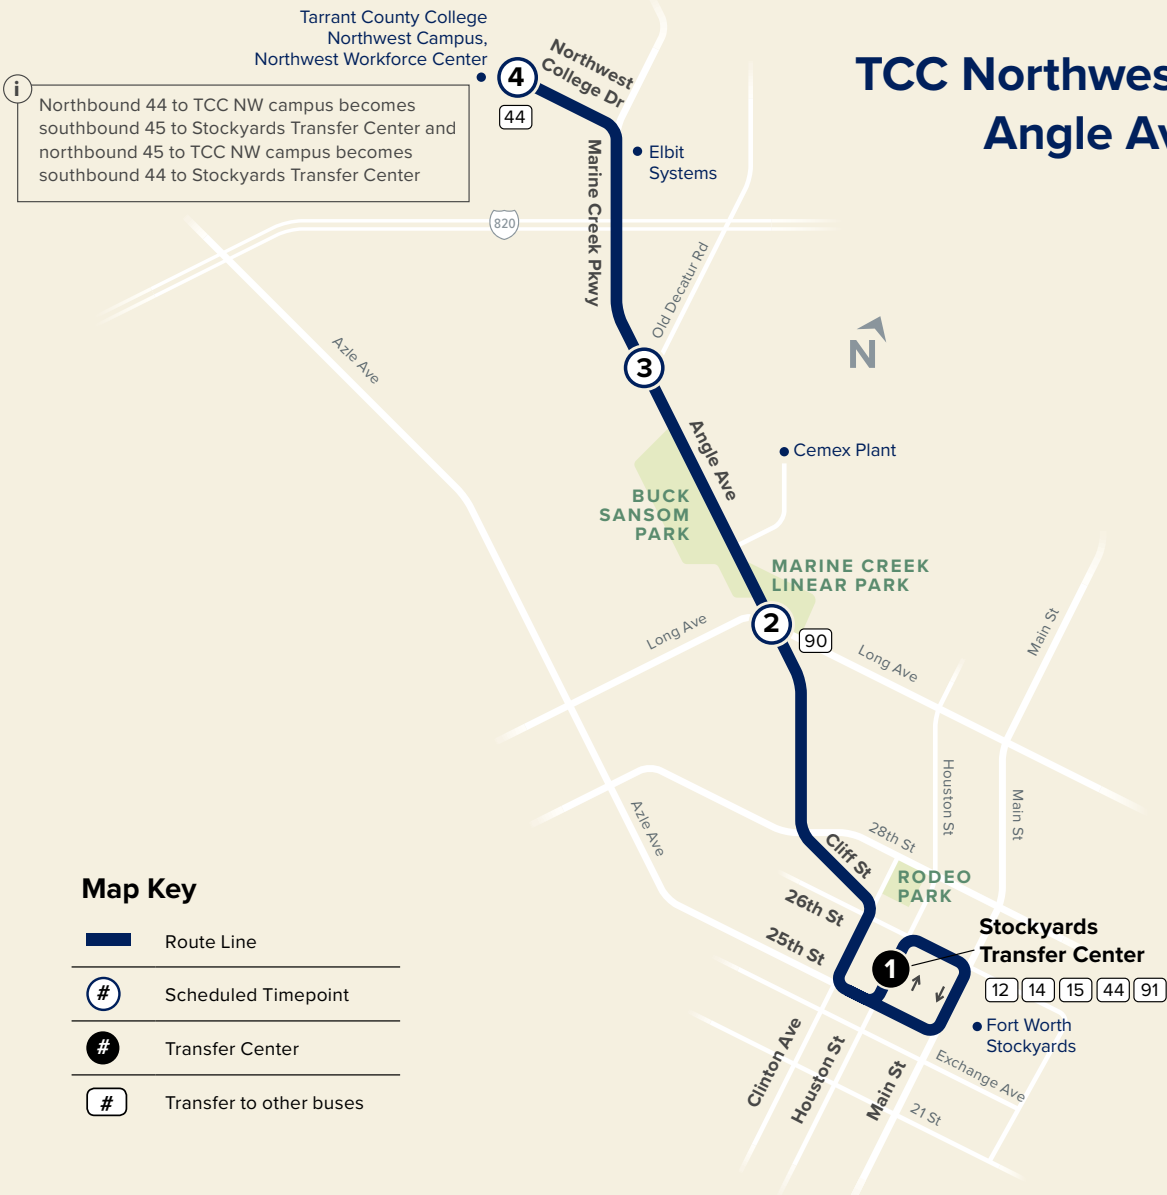 TCC Northwes
Angle Av
Tarrant County College
Northwest Campus,
Northwest Workforce Center
4
Northwest
College Dr
44
i
Northbound 44 to TCC NW campus becomes
southbound 45 to Stockyards Transfer Center and
northbound 45 to TCC NW campus becomes
southbound 44 to Stockyards Transfer Center
Elbit
Systems
Marine Creek Pkwy
820
Old Decatur Rd
N
Azle Ave
3
Angle Ave
Cemex Plant
BUCK
SANSOM
PARK
MARINE CREEK
LINEAR PARK
2
90
Long Ave
Long Ave
Main St
Houston St
Main St
Azle Ave
28th St
Cliff St
RODEO
PARK
26th St
25th St
Stockyards
Transfer Center
1
12 14 15 44 91
Fort Worth
Stockyards
Clinton Ave
Houston St
Main St
Exchange Ave
21 St
Map Key
Route Line
# Scheduled Timepoint
# Transfer Center
# Transfer to other buses